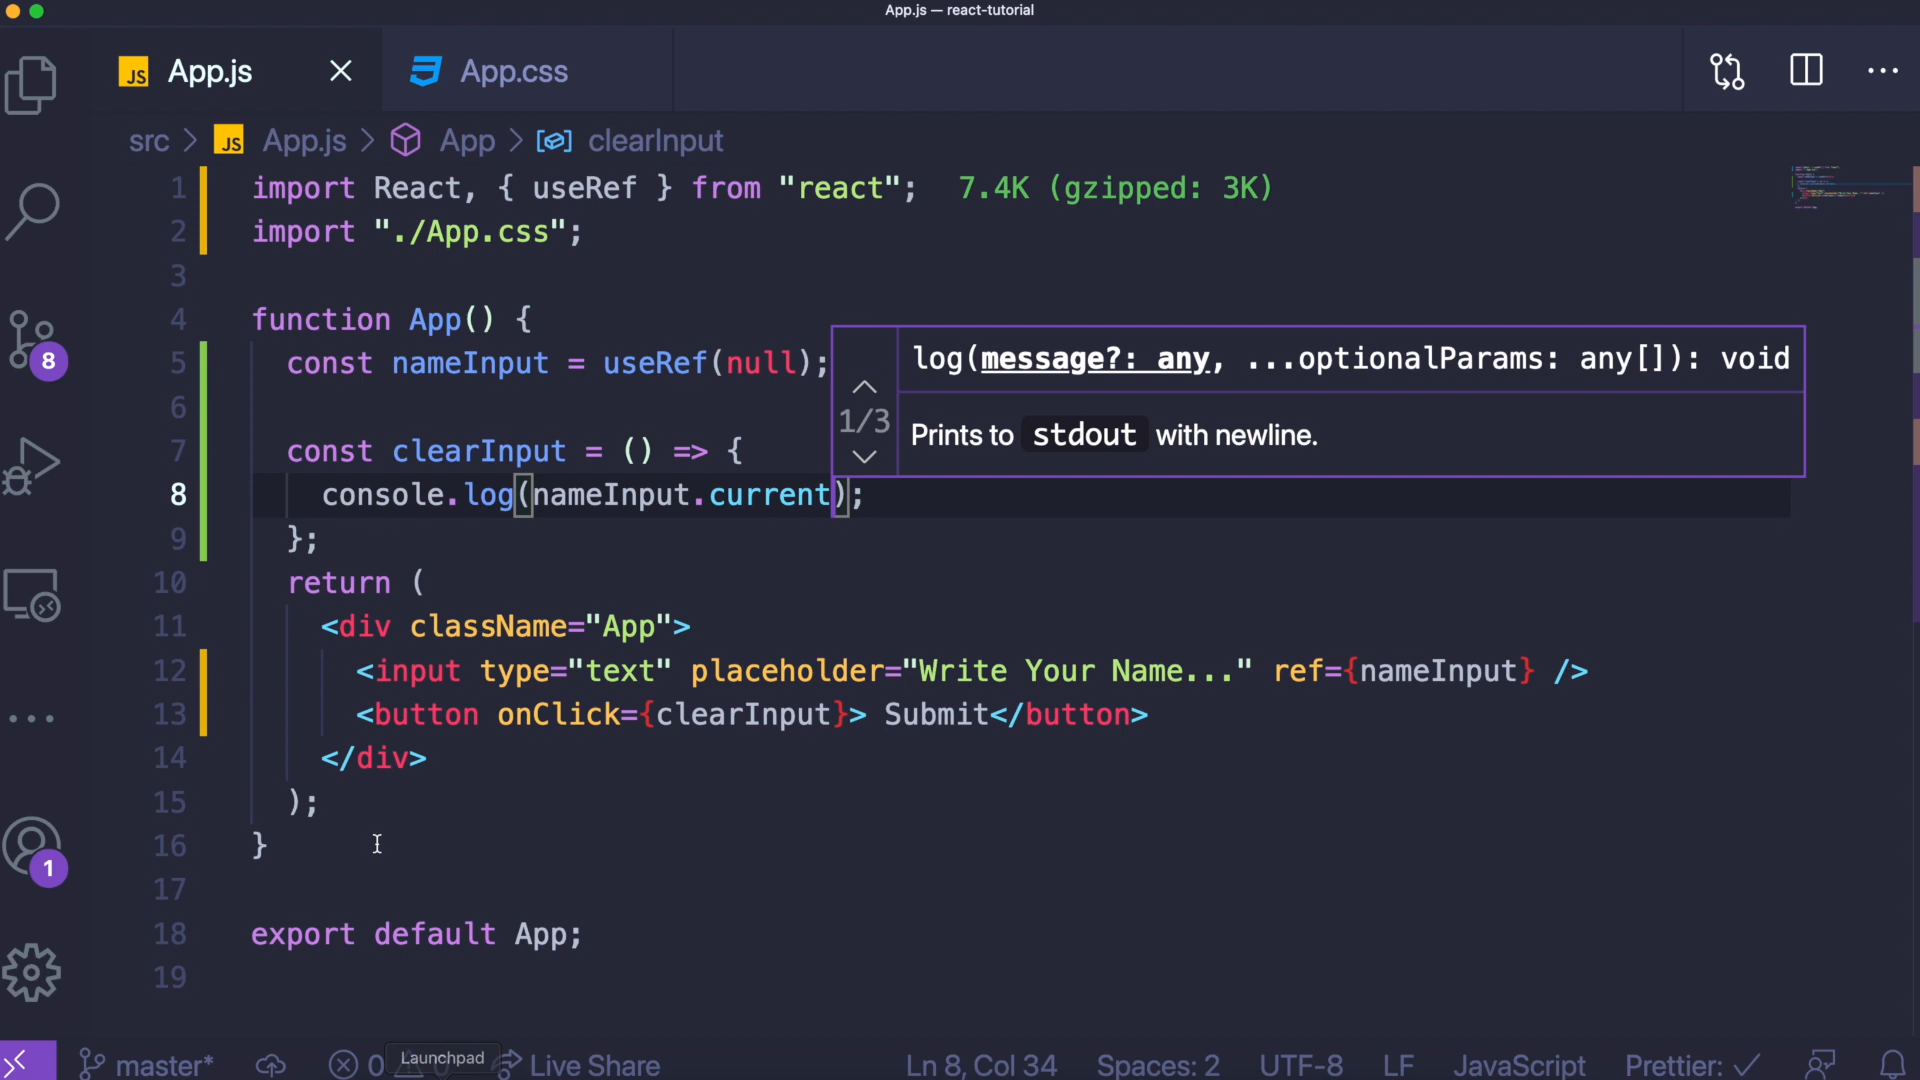 App.js — react-tutorial
JS App.js App.css
src > JS App.js > App > clearInput
1 import React, { useRef } from "react"; 7.4K (gzipped: 3K)
2 import "./App.css";
3
4 function App() {
5 const nameInput = useRef(null);
log(message?: any, ...optionalParams: any[]): void
1/3
Prints to stdout with newline.
6
7 const clearInput = () => {
8 console.log(nameInput.current);
9 };
10 return (
11 <div className="App">
12 <input type="text" placeholder="Write Your Name..." ref={nameInput} />
13 <button onClick={clearInput}> Submit</button>
14 </div>
15 );
16 }
17
18 export default App;
19
8
1
master* 0 Launchpad Live Share Ln 8, Col 34 Spaces: 2 UTF-8 LF JavaScript Prettier: ✓